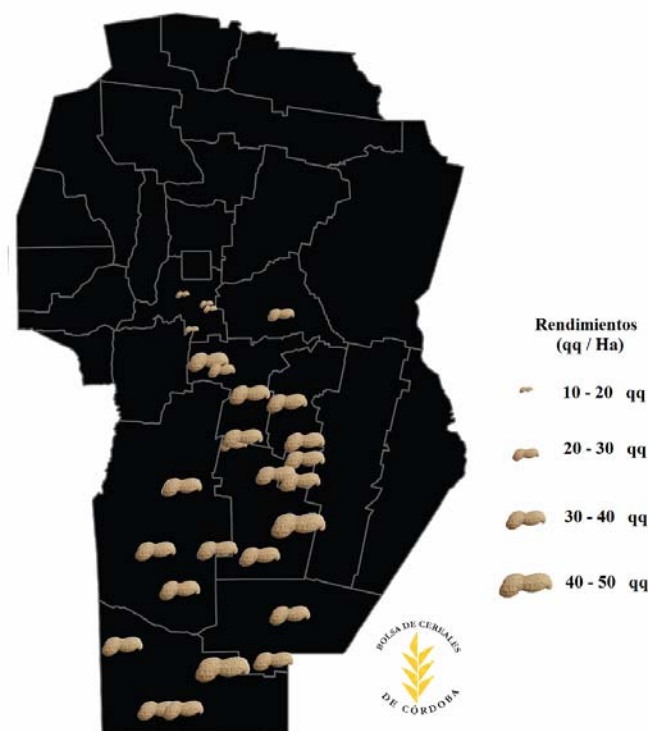 Rendimientos
(qq / Ha)
10 - 20 qq
20 - 30 qq
30 - 40 qq
40 - 50 qq
BOLSA DE CEREALES
DE CÓRDOBA